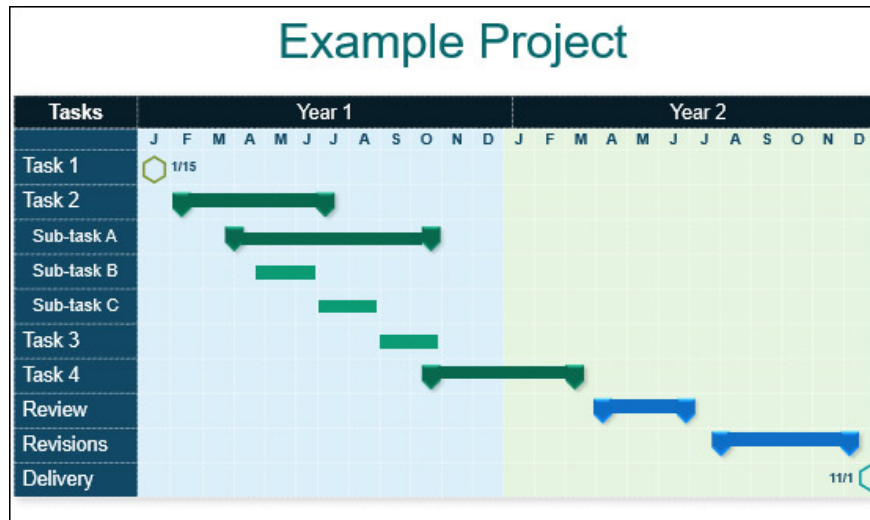 Example Project
Tasks Year 1 Year 2
J F M A M J J A S O N D J F M A M J J A S O N D
Task 1 1/15
Task 2
Sub-task A
Sub-task B
Sub-task C
Task 3
Task 4
Review
Revisions
Delivery 11/1